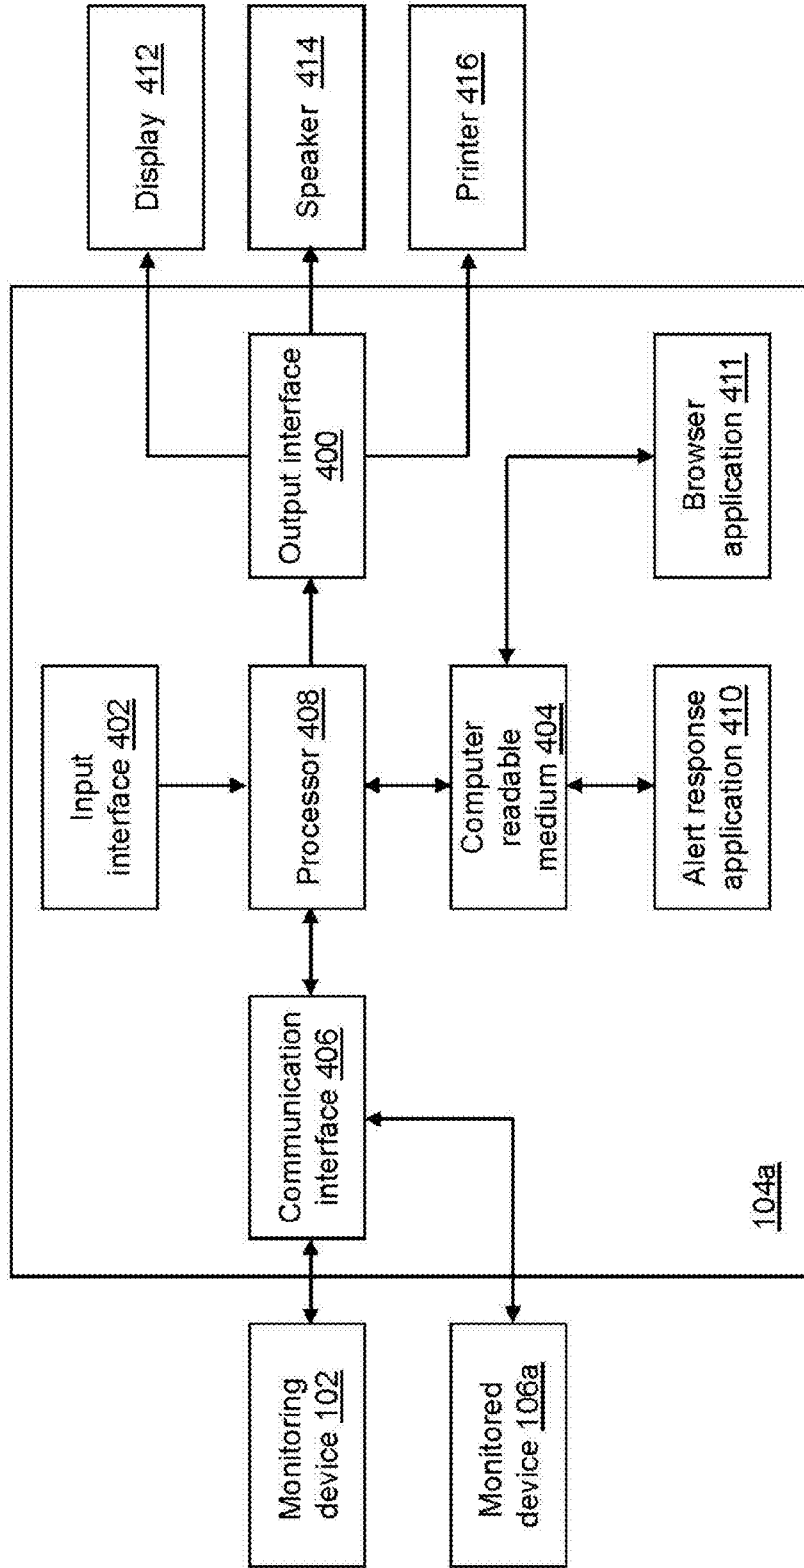 Monitoring
device 102
Monitored
device 106a
104a
Communication
interface 406
Input
interface 402
Processor 408
Computer
readable
medium 404
Alert response
application 410
Output interface
400
Browser
application 411
Display 412
Speaker 414
Printer 416